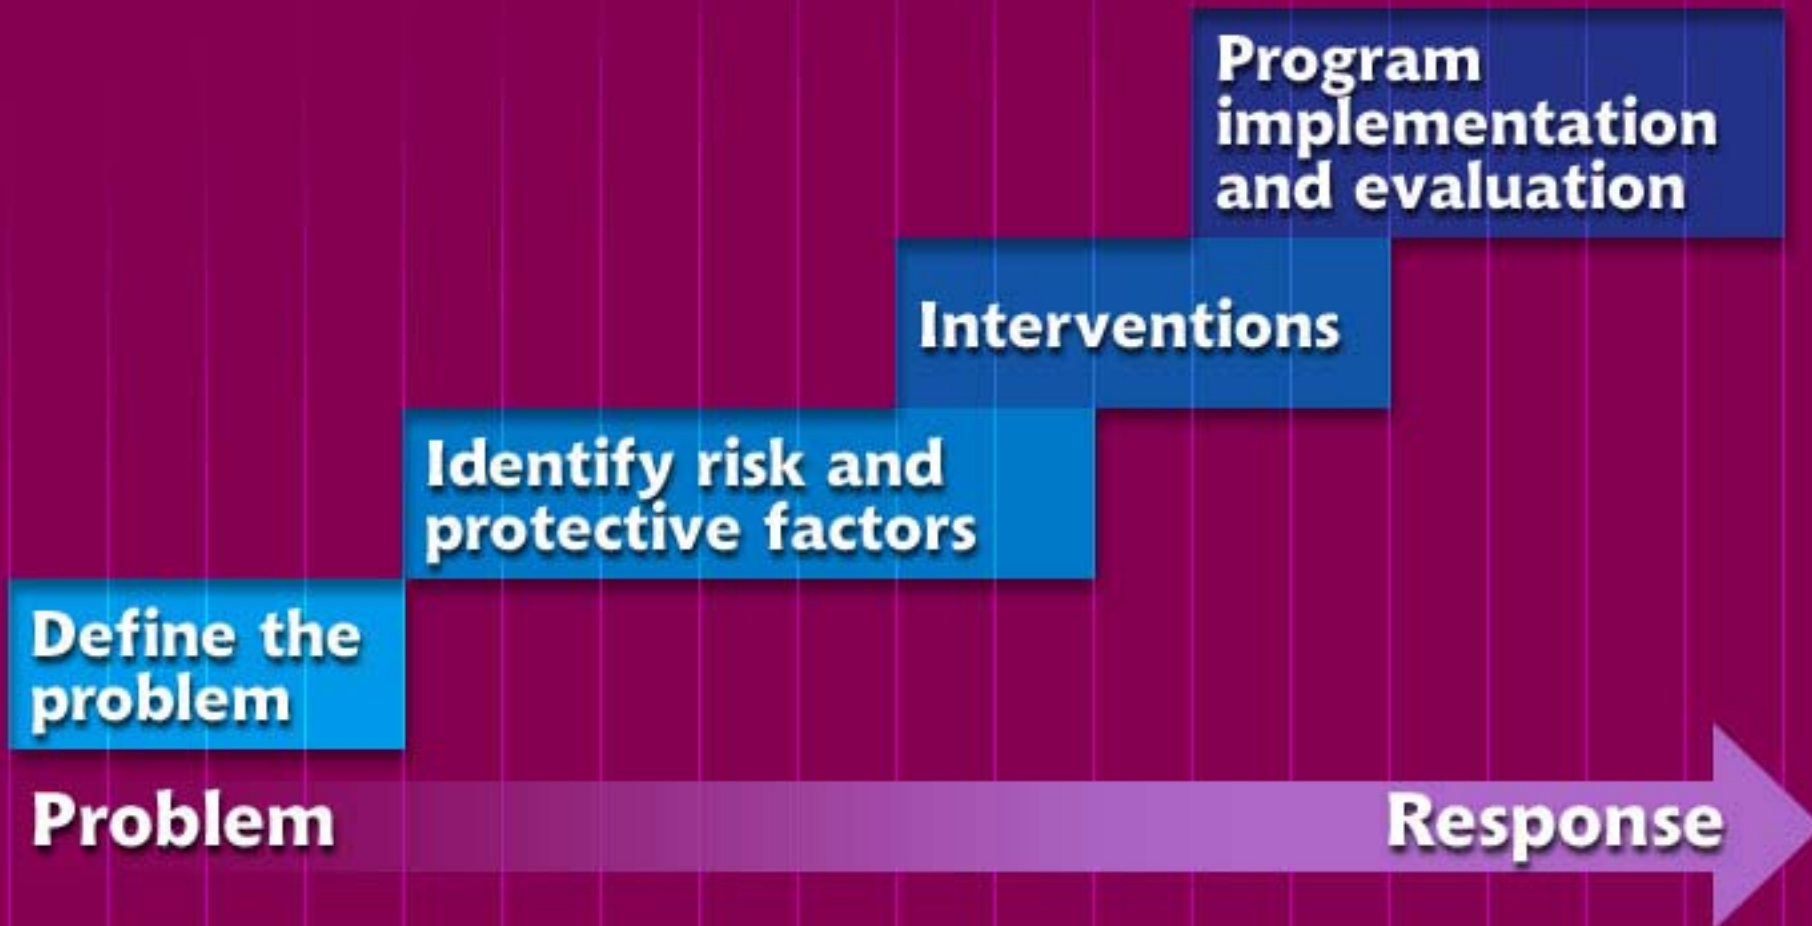 Program
implementation
and evaluation
Interventions
Identify risk and
protective factors
Define the
problem
Problem
Response